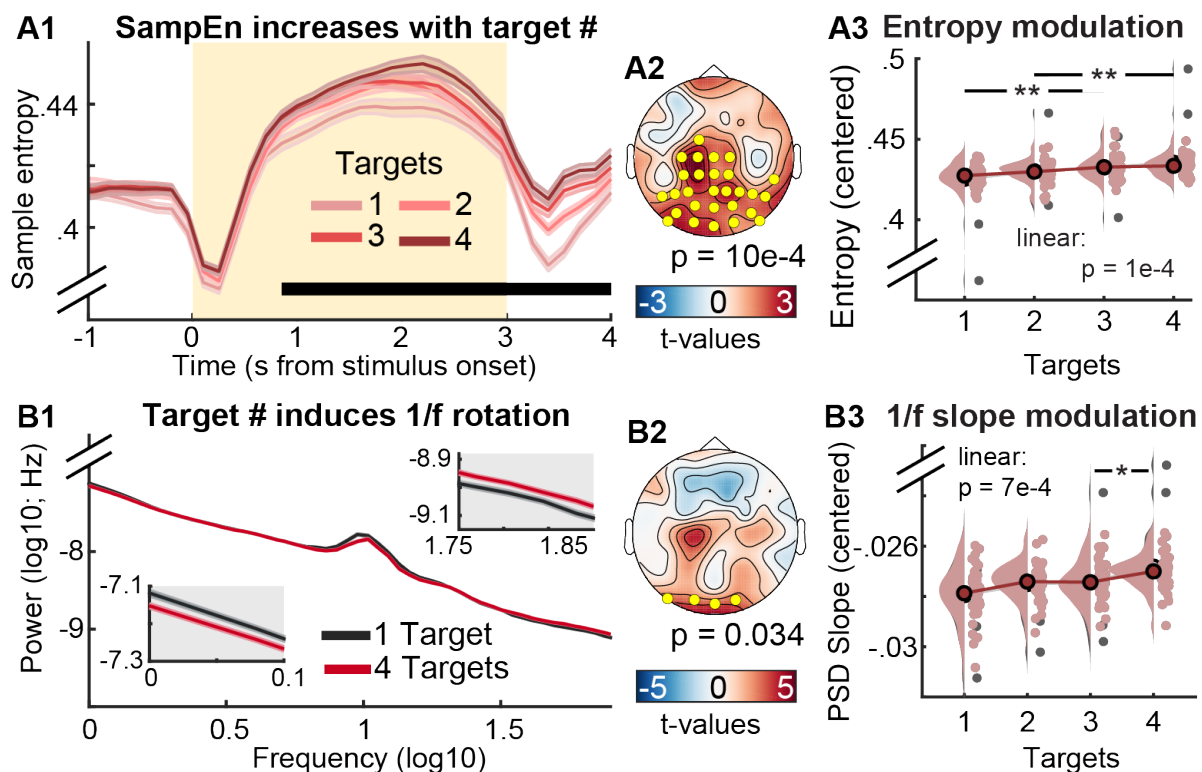 A1 SampEn increases with target #
Sample entropy
.44
.4
Targets
1 2
3 4
-1 0 1 2 3 4
Time (s from stimulus onset)
A2
p = 10e-4
-3 0 3
t-values
A3 Entropy modulation
Entropy (centered)
.5
.45
.4
**
**
linear:
p = 1e-4
1 2 3 4
Targets
B1 Target # induces 1/f rotation
Power (log10; Hz)
-8
-9
-8.9
-9.1
1.75 1.85
-7.1
-7.3
0 0.1
1 Target
4 Targets
0 0.5 1 1.5
Frequency (log10)
B2
p = 0.034
-5 0 5
t-values
B3 1/f slope modulation
PSD Slope (centered)
linear:
p = 7e-4
*
-.026
-.03
1 2 3 4
Targets